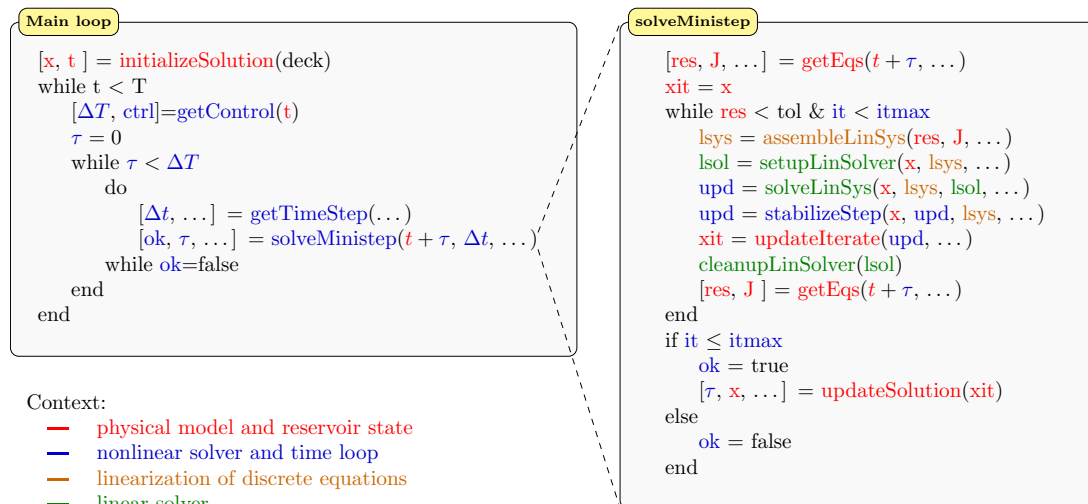 Main loop
[x, t ] = initializeSolution(deck)
while t < T
[ΔT, ctrl]=getControl(t)
τ = 0
while τ < ΔT
do
[Δt, ...] = getTimeStep(...)
[ok, τ, ...] = solveMinistep(t + τ, Δt, ...)
while ok=false
end
end
Context:
physical model and reservoir state
nonlinear solver and time loop
linearization of discrete equations
linear solver
solveMinistep
[res, J, ...] = getEqs(t + τ, ...)
xit = x
while res < tol & it < itmax
lsys = assembleLinSys(res, J, ...)
lsol = setupLinSolver(x, lsys, ...)
upd = solveLinSys(x, lsys, lsol, ...)
upd = stabilizeStep(x, upd, lsys, ...)
xit = updateIterate(upd, ...)
cleanupLinSolver(lsol)
[res, J ] = getEqs(t + τ, ...)
end
if it ≤ itmax
ok = true
[τ, x, ...] = updateSolution(xit)
else
ok = false
end